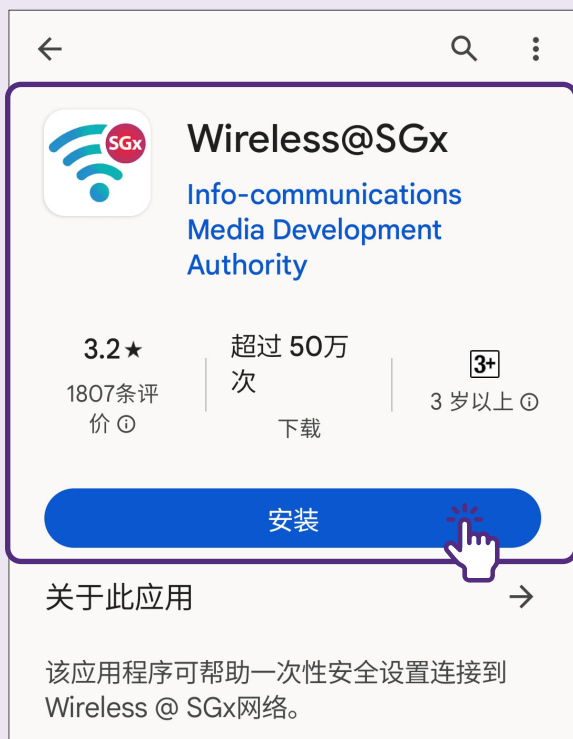 SGx
Wireless@SGx
Info-communications
Media Development
Authority
3.2★
1807条评
价
超过 50万
次
下载
3+
3 岁以上
安装
关于此应用
该应用程序可帮助一次性安全设置连接到
Wireless @ SGx网络。